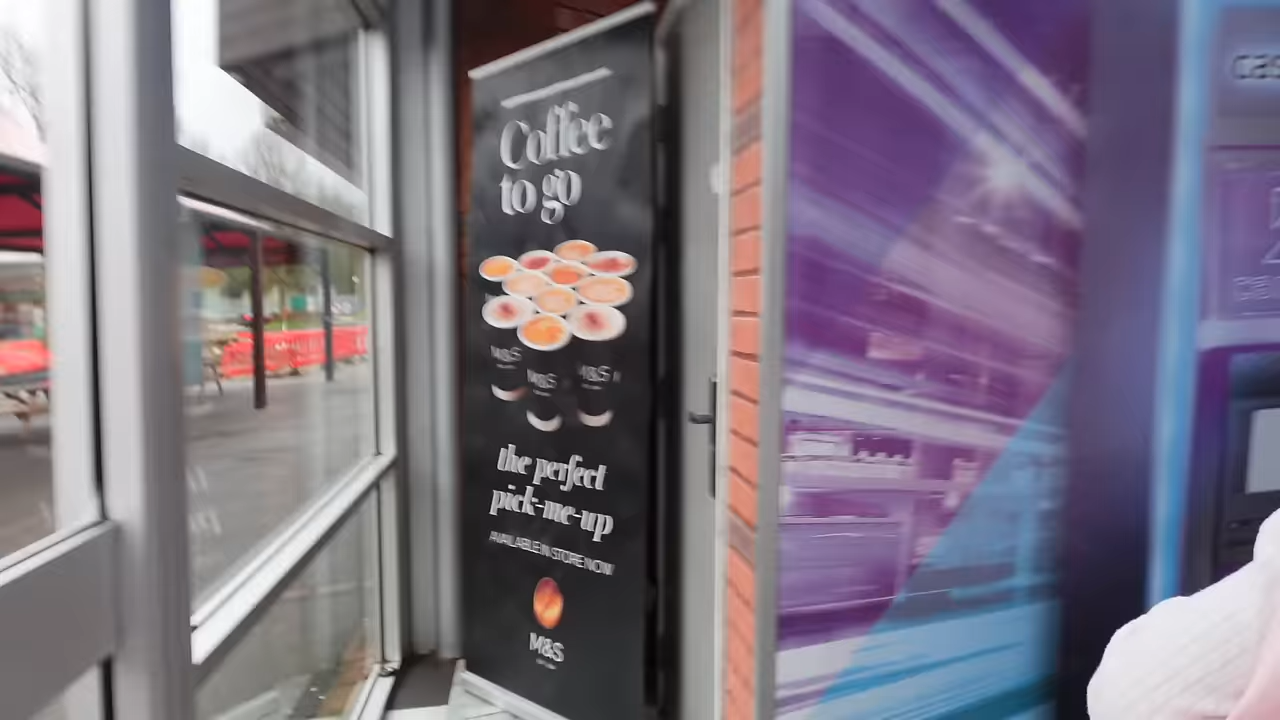 Coffee
to go
M&S
M&S
M&S
the perfect
pick-me-up
AVAILABLE IN STORE NOW
M&S